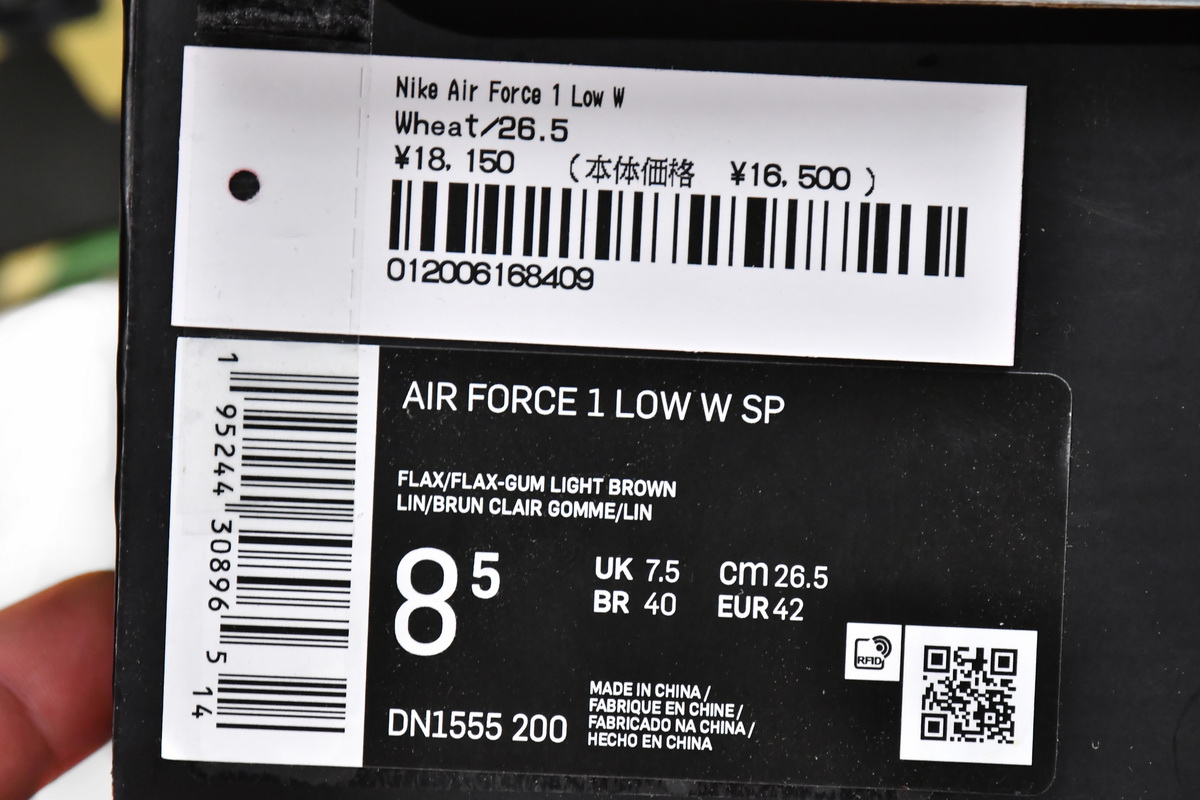 Nike Air Force 1 Low W
Wheat/26.5
¥18,150 (本体価格 ¥16,500 )
012006168409
1 95244 30896 5 14
AIR FORCE 1 LOW W SP
FLAX/FLAX-GUM LIGHT BROWN
LIN/BRUN CLAIR GOMME/LIN
8⁵
UK 7.5 cm 26.5
BR 40 EUR 42
RFID
DN1555 200
MADE IN CHINA /
FABRIQUE EN CHINE /
FABRICADO NA CHINA /
HECHO EN CHINA